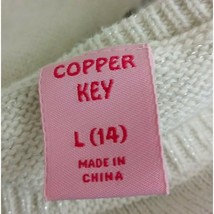 COPPER
KEY
L (14)
MADE IN
CHINA